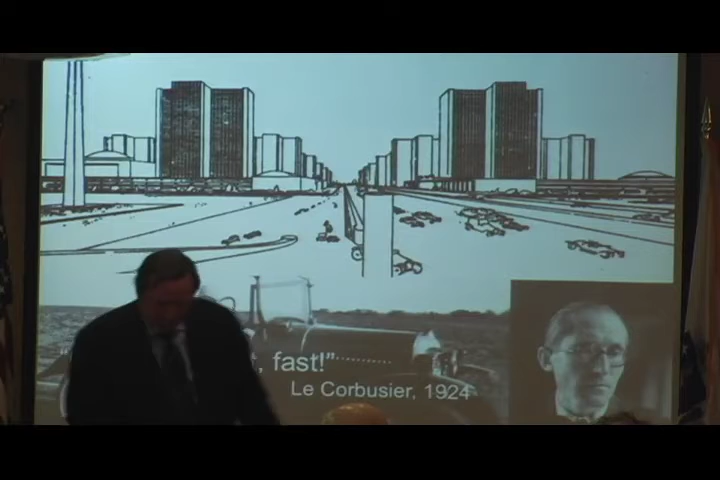 , fast!”
Le Corbusier, 1924